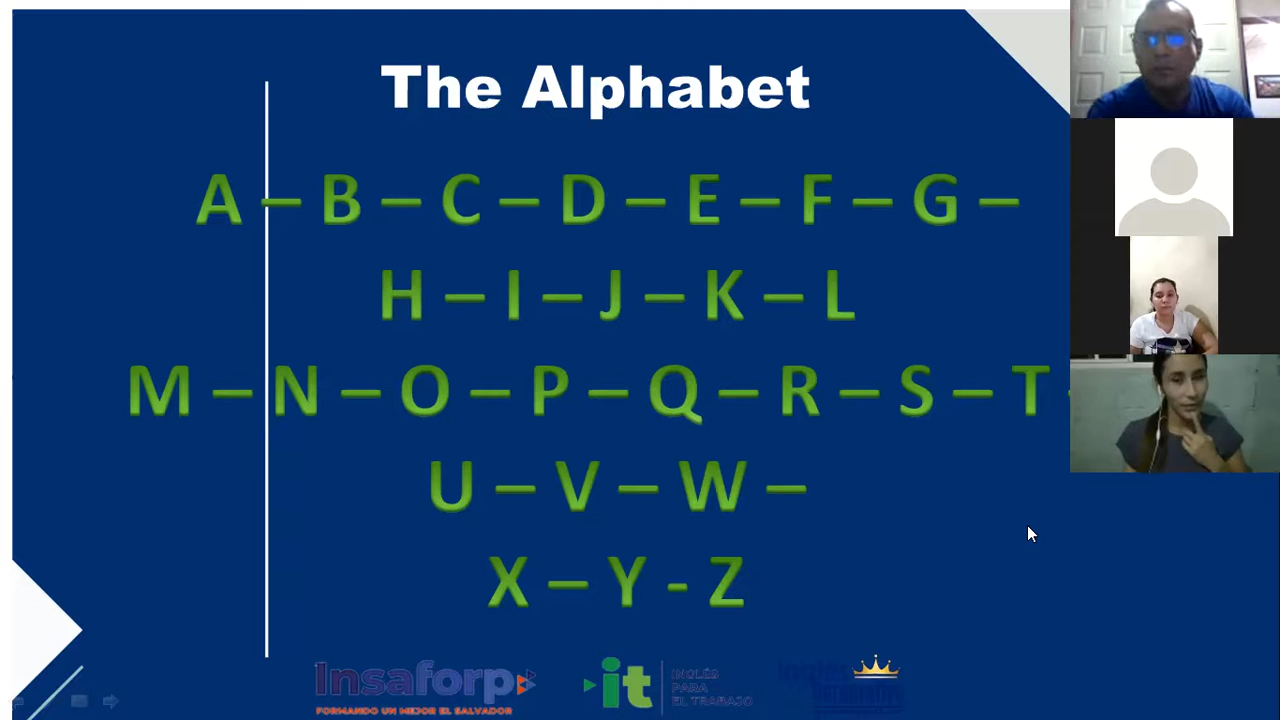 The Alphabet
A – B – C – D – E – F – G –
H – I – J – K – L
M – N – O – P – Q – R – S – T -
U – V – W –
X – Y - Z
Insaforp
FORMANDO UN MEJOR EL SALVADOR
it
INGLÉS
PARA
EL TRABAJO